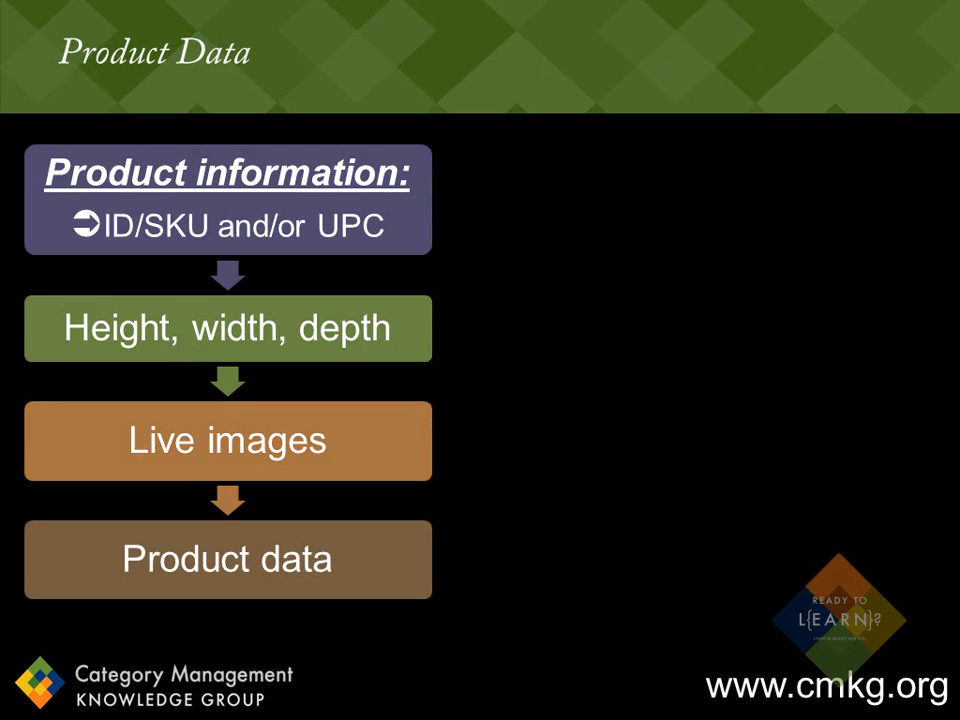 Product Data
Product information:
➲ID/SKU and/or UPC
Height, width, depth
Live images
Product data
READY TO
L{EARN}?
Category Management
KNOWLEDGE GROUP
www.cmkg.org